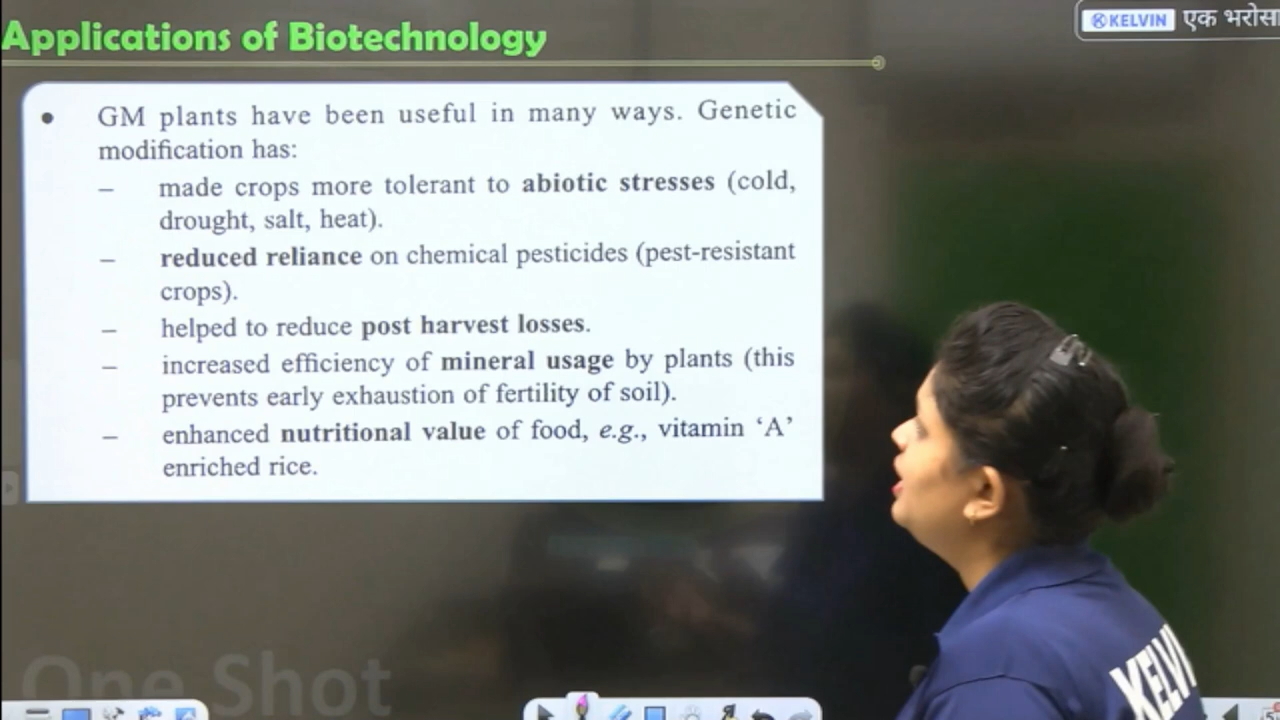 Applications of Biotechnology
KELVIN एक भरोसा
• GM plants have been useful in many ways. Genetic
modification has:
– made crops more tolerant to abiotic stresses (cold,
drought, salt, heat).
– reduced reliance on chemical pesticides (pest-resistant
crops).
– helped to reduce post harvest losses.
– increased efficiency of mineral usage by plants (this
prevents early exhaustion of fertility of soil).
– enhanced nutritional value of food, e.g., vitamin ‘A’
enriched rice.
One Shot
KELVI